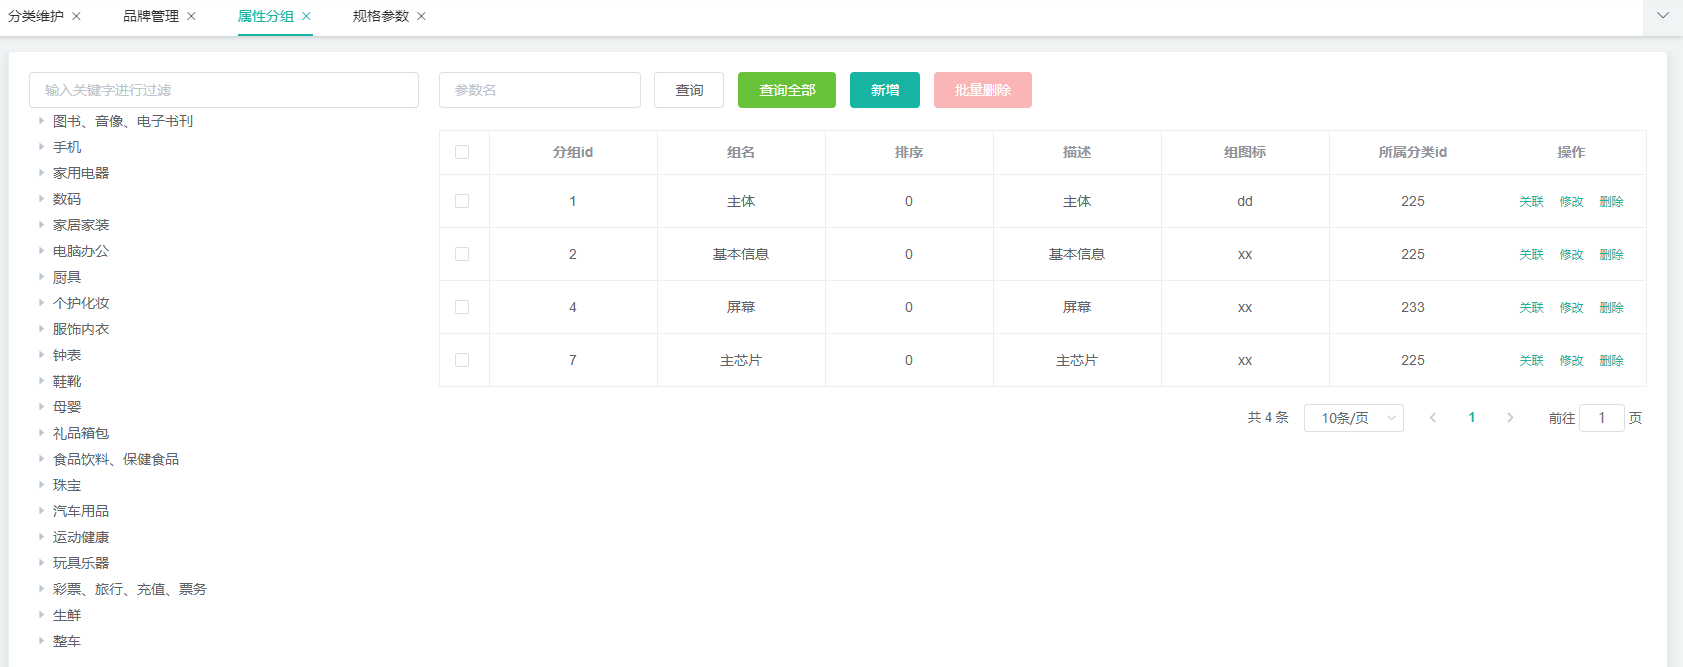 分类维护 × 品牌管理 × 属性分组 × 规格参数 ×
输入关键字进行过滤
图书、音像、电子书刊
手机
家用电器
数码
家居家装
电脑办公
厨具
个护化妆
服饰内衣
钟表
鞋靴
母婴
礼品箱包
食品饮料、保健食品
珠宝
汽车用品
运动健康
玩具乐器
彩票、旅行、充值、票务
生鲜
整车
参数名 查询 查询全部 新增 批量删除
分组id 组名 排序 描述 组图标 所属分类id 操作
1 主体 0 主体 dd 225 关联 修改 删除
2 基本信息 0 基本信息 xx 225 关联 修改 删除
4 屏幕 0 屏幕 xx 233 关联 修改 删除
7 主芯片 0 主芯片 xx 225 关联 修改 删除
共 4 条 10条/页 < 1 > 前往 1 页